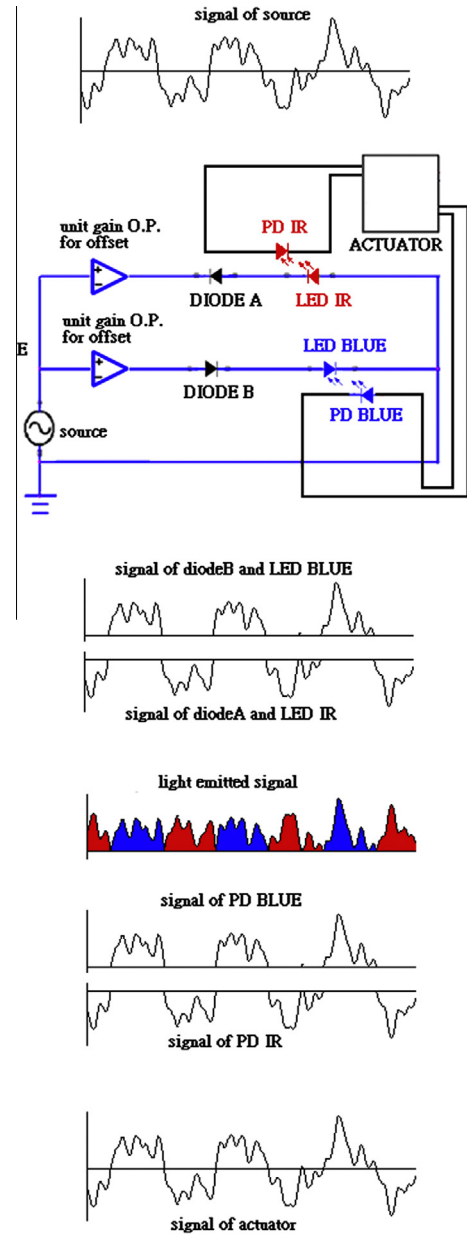 signal of source
unit gain O.P.
for offset
PD IR
ACTUATOR
DIODE A
LED IR
unit gain O.P.
for offset
E
LED BLUE
DIODE B
PD BLUE
source
signal of diodeB and LED BLUE
signal of diodeA and LED IR
light emitted signal
signal of PD BLUE
signal of PD IR
signal of actuator